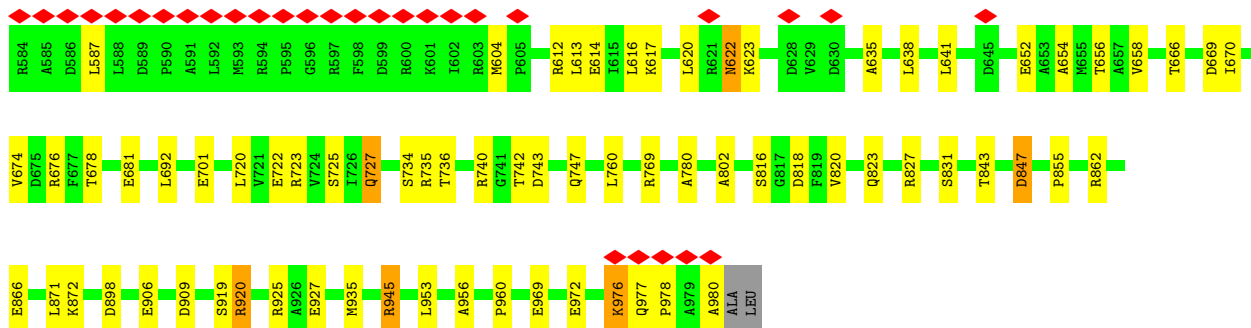 R584 A585 D586 L587 L588 D589 P590 A591 L592 M593 R594 P595 G596 R597 F598 D599 R600 K601 I602 R603 M604 P605 R612 L613 E614 I615 L616 K617 L620 R621 N622 K623 D628 V629 D630 A635 L638 L641 D645 E652 A653 A654 M655 T656 A657 V658 T666 D669 I670
V674 D675 R676 F677 T678 E681 L692 E701 L720 V721 E722 R723 V724 S725 I726 Q727 S734 R735 T736 R740 G741 T742 D743 Q747 L760 R769 A780 A802 S816 G817 D818 F819 V820 Q823 R827 S831 T843 D847 P855 R862
E866 L871 K872 D898 E906 D909 S919 R920 R925 A926 E927 M935 R945 L953 A956 P960 E969 E972 K976 Q977 P978 A979 A980 ALA LEU